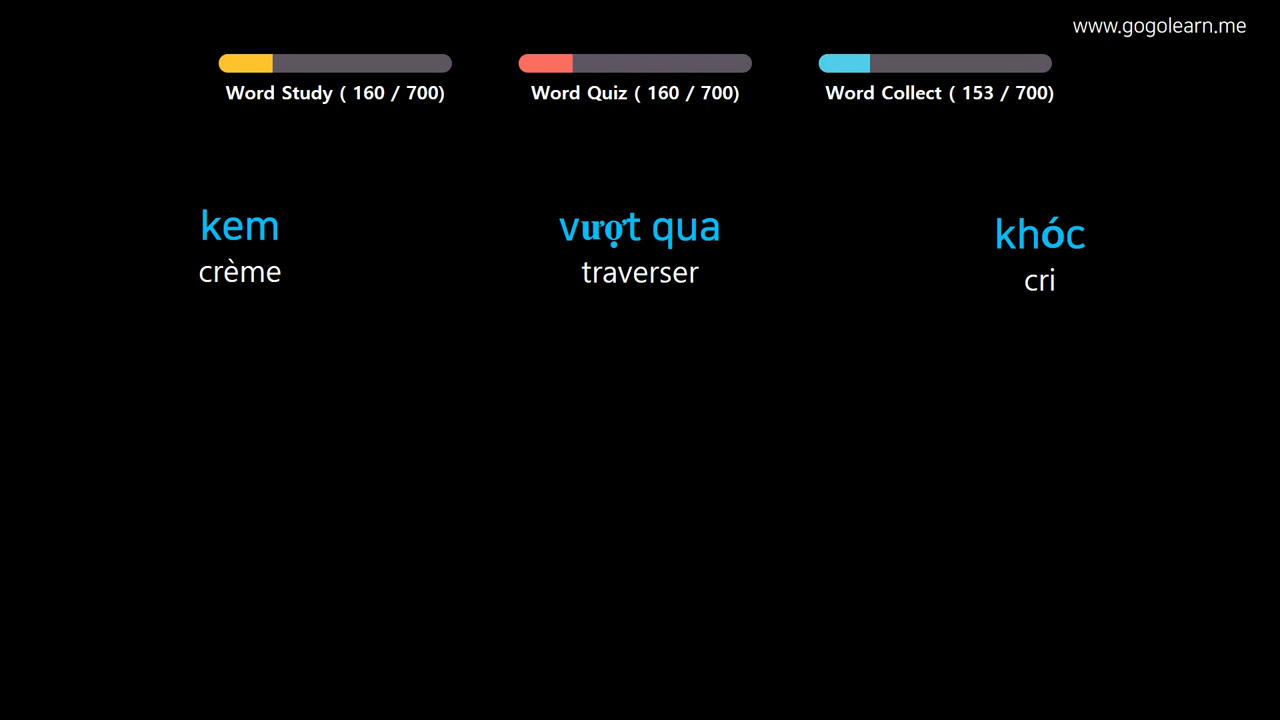 www.gogolearn.me
Word Study ( 160 / 700)
Word Quiz ( 160 / 700)
Word Collect ( 153 / 700)
kem
crème
vượt qua
traverser
khóc
cri